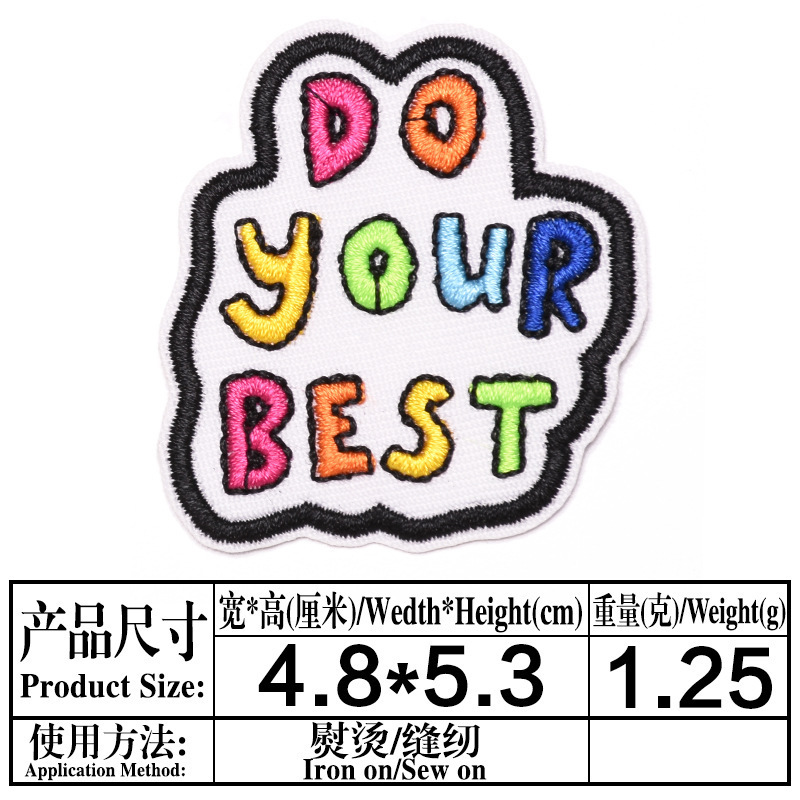 DO
YOUR
BEST
产品尺寸
Product Size:
宽*高(厘米)/Wedth*Height(cm)
4.8*5.3
重量(克)/Weight(g)
1.25
使用方法:
Application Method:
熨烫/缝纫
Iron on/Sew on